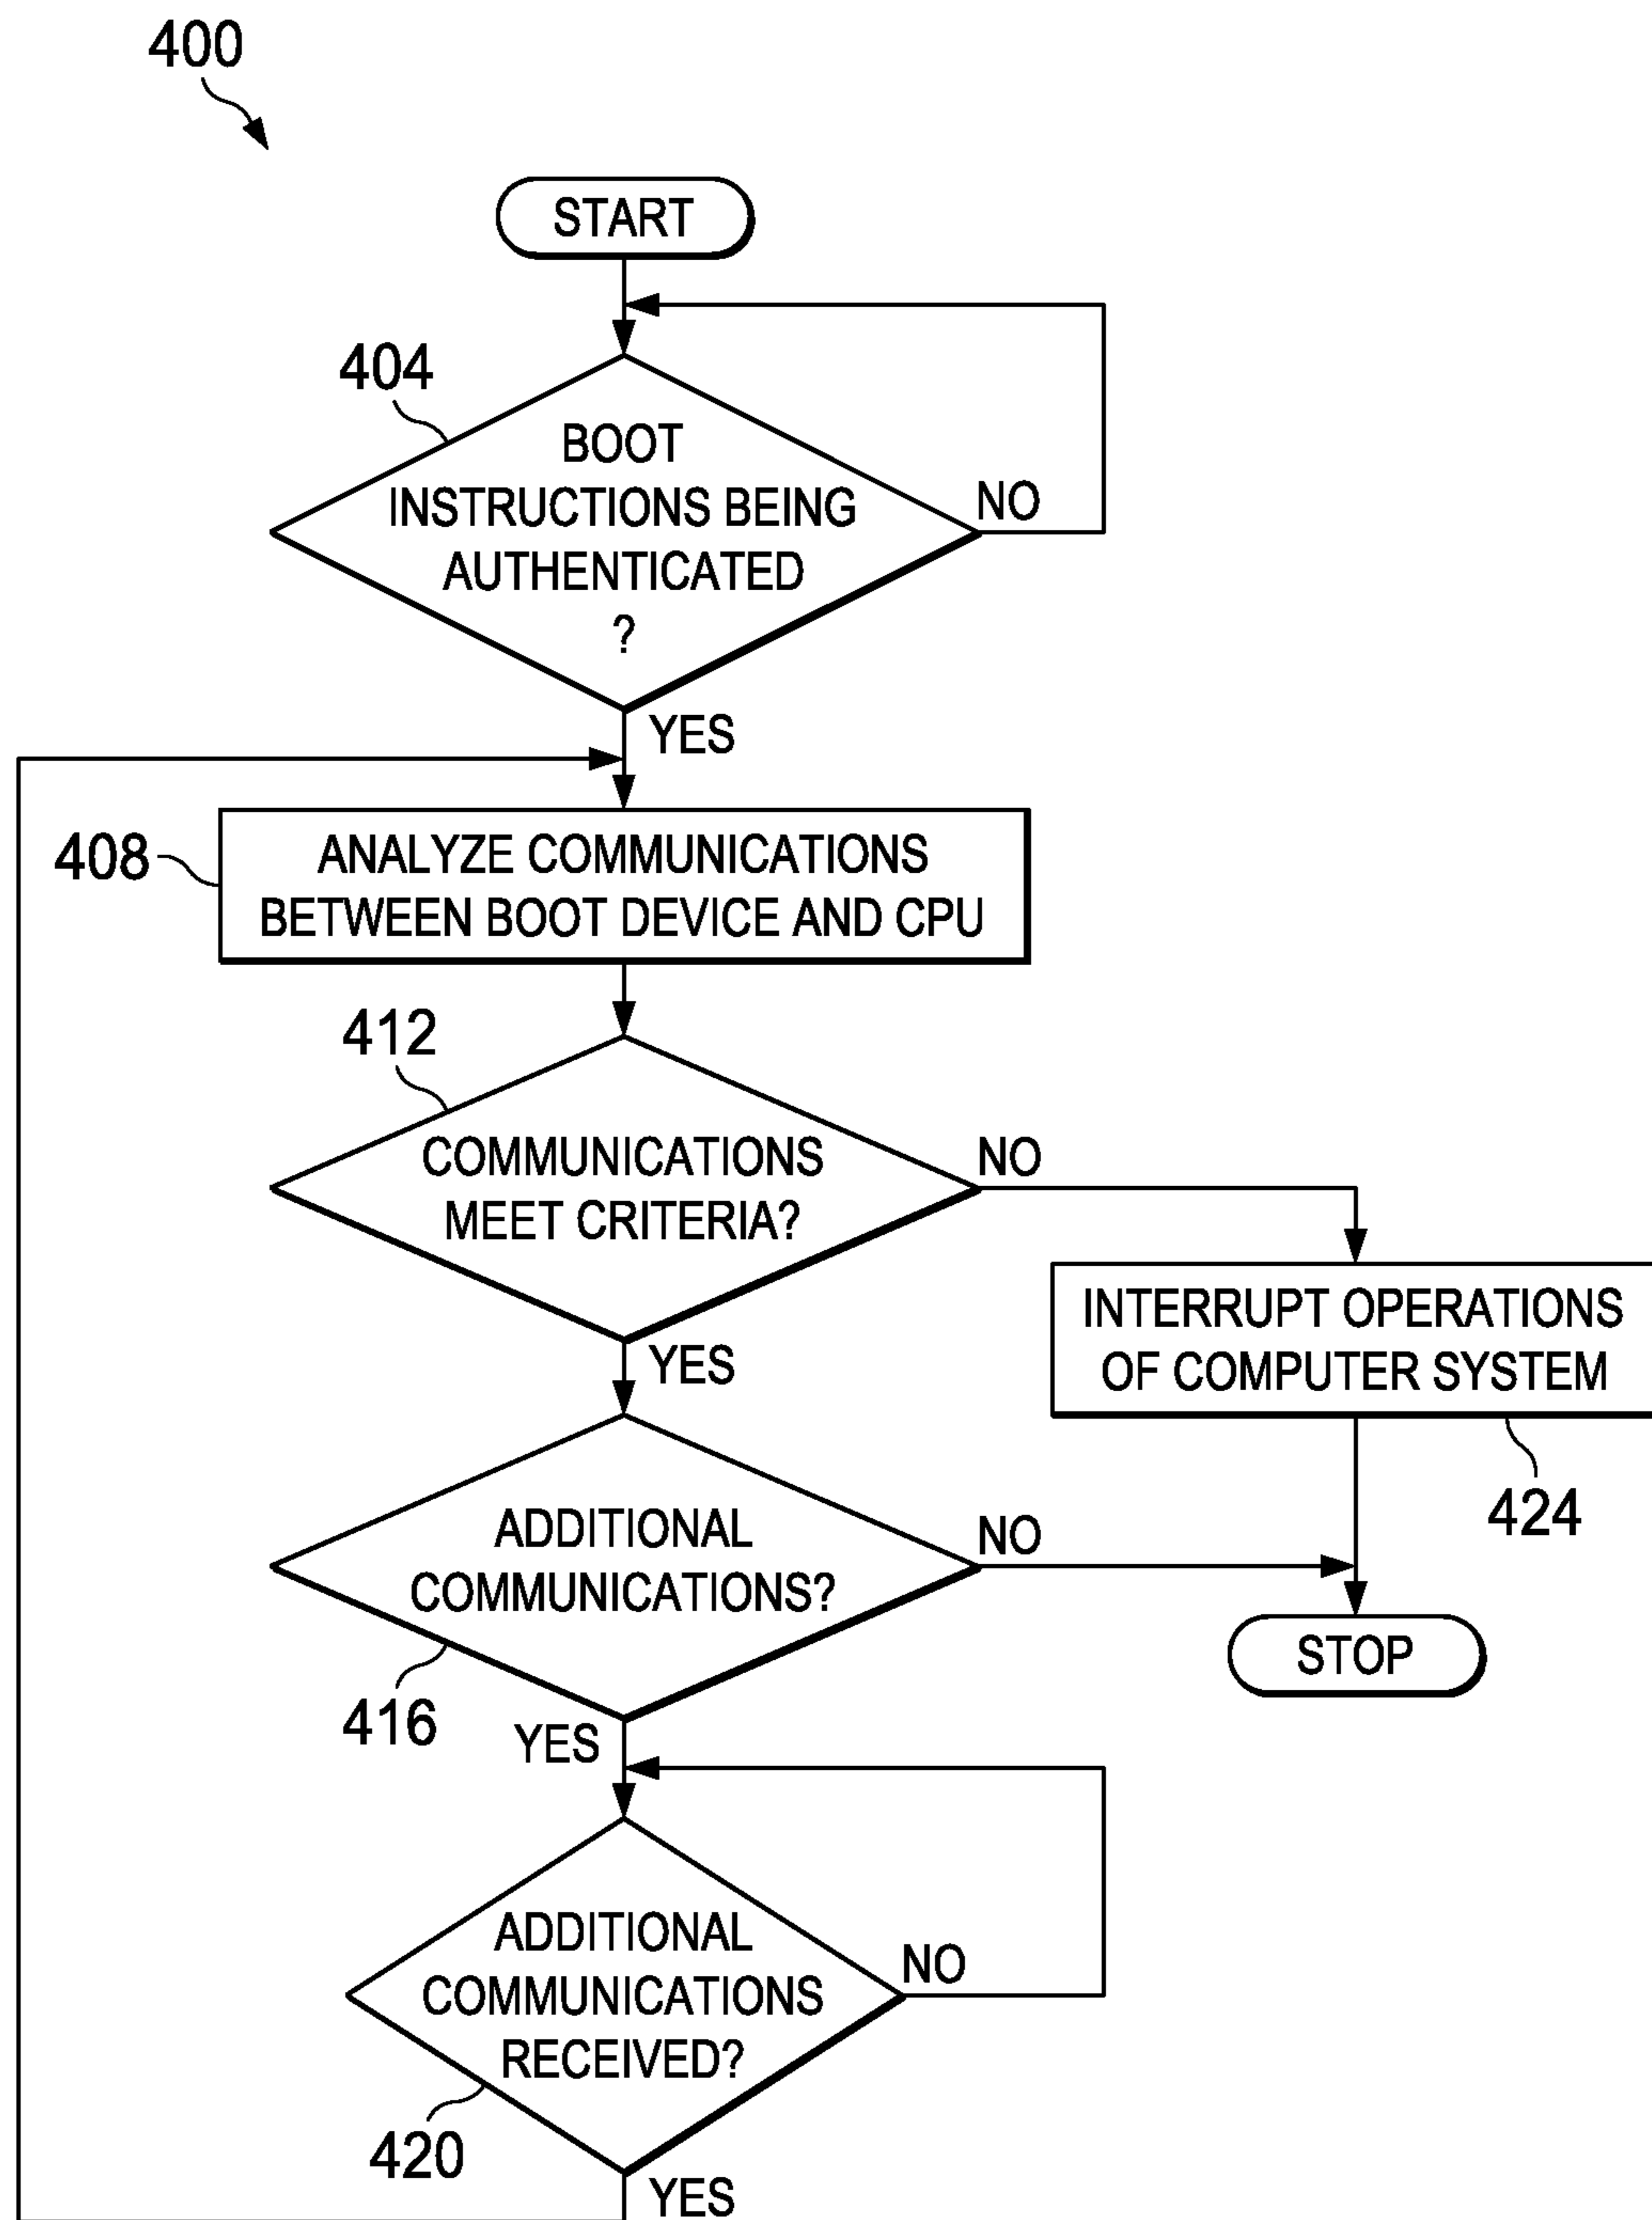 400
START
404
BOOT
INSTRUCTIONS BEING
AUTHENTICATED
?
NO
YES
408
ANALYZE COMMUNICATIONS
BETWEEN BOOT DEVICE AND CPU
412
COMMUNICATIONS
MEET CRITERIA?
NO
YES
INTERRUPT OPERATIONS
OF COMPUTER SYSTEM
424
ADDITIONAL
COMMUNICATIONS?
NO
416
YES
STOP
ADDITIONAL
COMMUNICATIONS
RECEIVED?
NO
420
YES